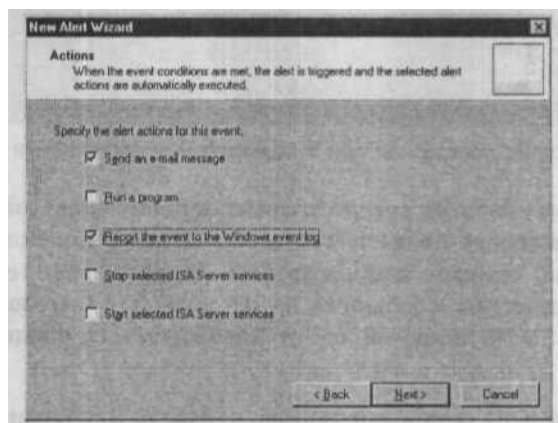 New Alert Wizard
Actions
When the event conditions are met, the alert is triggered and the selected alert
actions are automatically executed.
Specify the alert actions for this event.
Send an e-mail message
Run a program
Report the event to the Windows event log
Stop selected ISA Server services
Start selected ISA Server services
< Back Next > Cancel